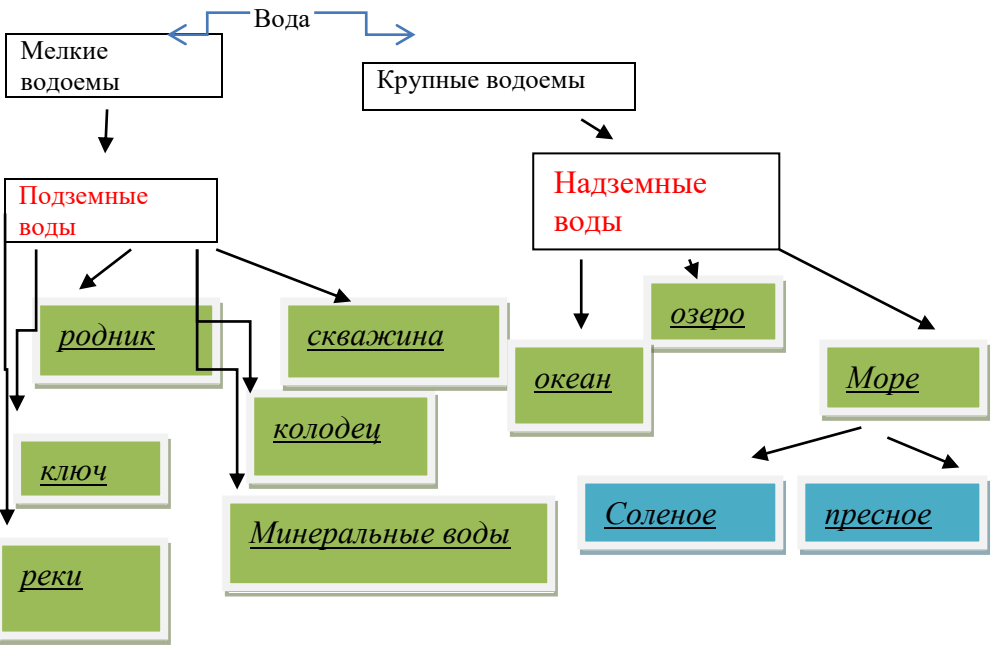 Вода
Мелкие
водоемы
Крупные водоемы
Подземные
воды
Надземные
воды
родник
скважина
озеро
океан
Море
колодец
ключ
Соленое
пресное
Минеральные воды
реки